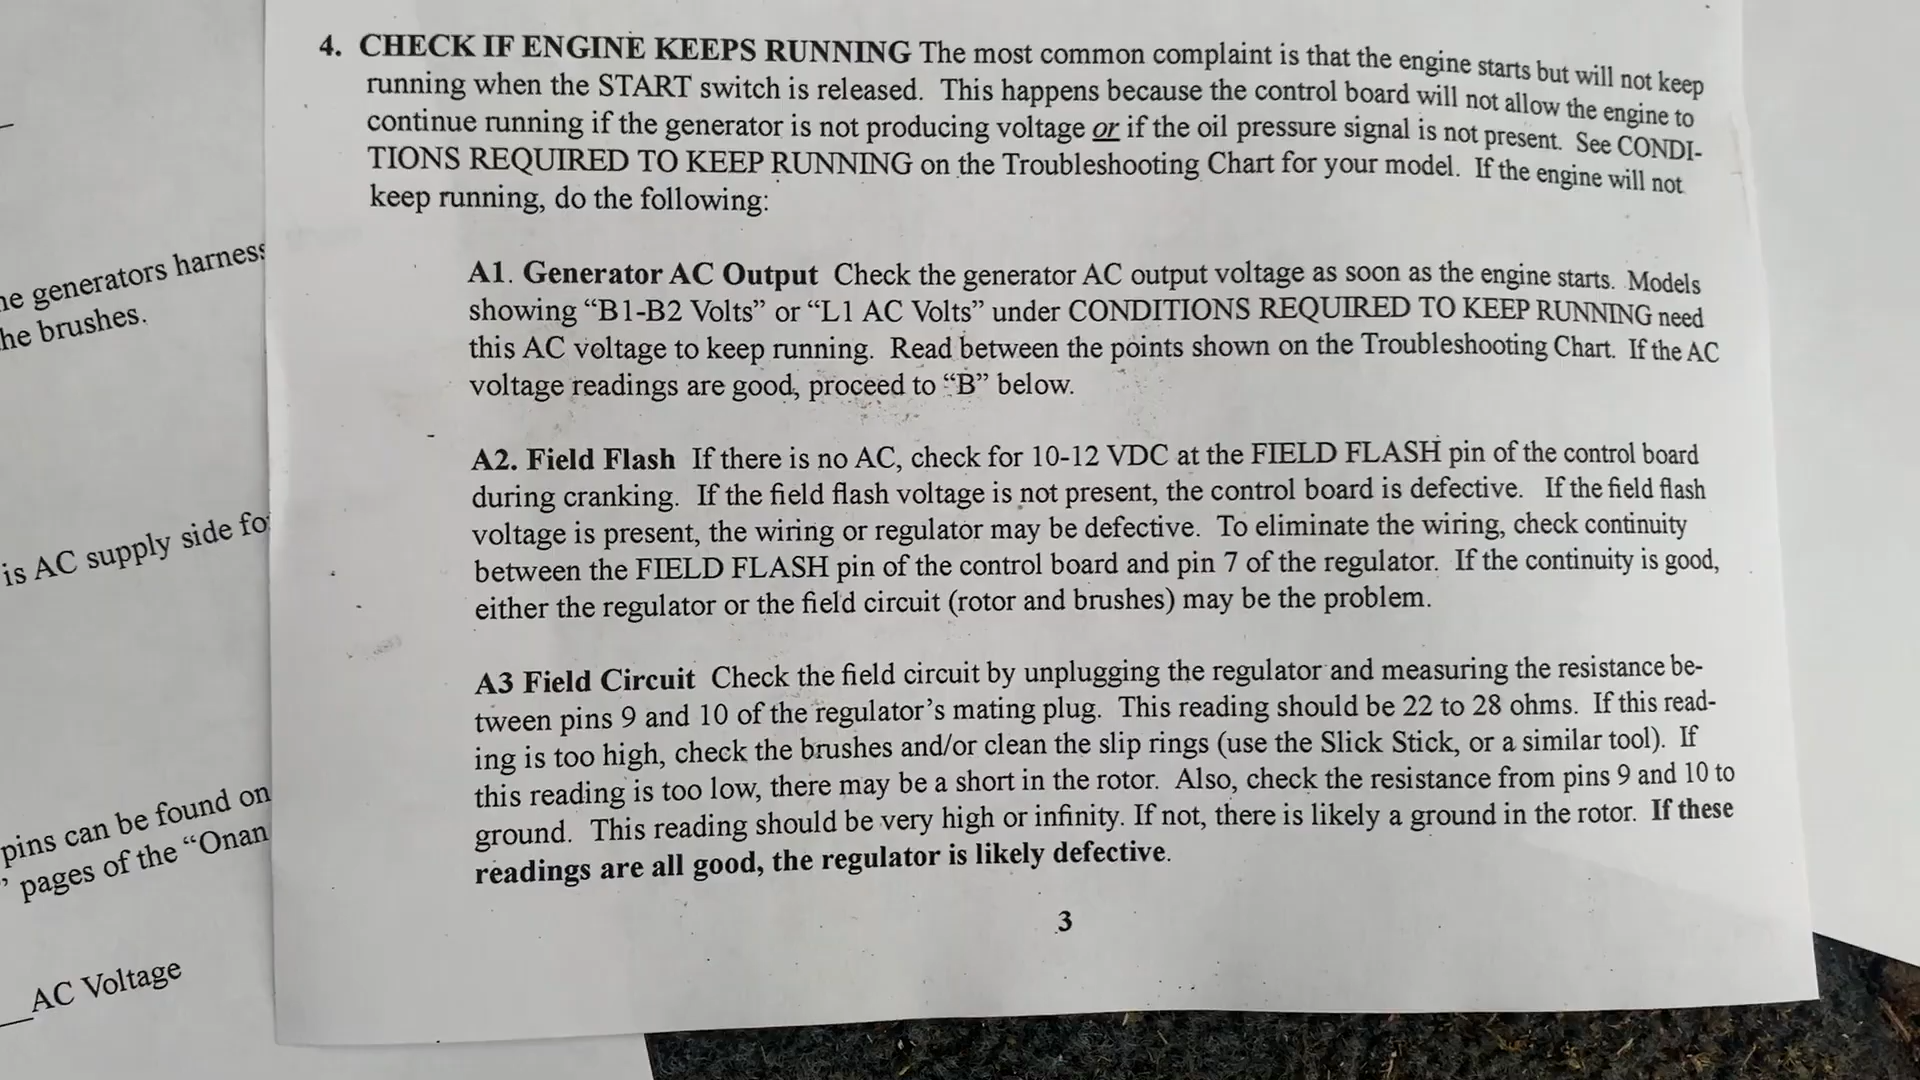 4. CHECK IF ENGINE KEEPS RUNNING The most common complaint is that the engine starts but will not keep
running when the START switch is released. This happens because the control board will not allow the engine to
continue running if the generator is not producing voltage or if the oil pressure signal is not present. See CONDI-
TIONS REQUIRED TO KEEP RUNNING on the Troubleshooting Chart for your model. If the engine will not
keep running, do the following:
A1. Generator AC Output Check the generator AC output voltage as soon as the engine starts. Models
showing “B1-B2 Volts” or “L1 AC Volts” under CONDITIONS REQUIRED TO KEEP RUNNING need
this AC voltage to keep running. Read between the points shown on the Troubleshooting Chart. If the AC
voltage readings are good, proceed to “B” below.
A2. Field Flash If there is no AC, check for 10-12 VDC at the FIELD FLASH pin of the control board
during cranking. If the field flash voltage is not present, the control board is defective. If the field flash
voltage is present, the wiring or regulator may be defective. To eliminate the wiring, check continuity
between the FIELD FLASH pin of the control board and pin 7 of the regulator. If the continuity is good,
either the regulator or the field circuit (rotor and brushes) may be the problem.
A3 Field Circuit Check the field circuit by unplugging the regulator and measuring the resistance be-
tween pins 9 and 10 of the regulator’s mating plug. This reading should be 22 to 28 ohms. If this read-
ing is too high, check the brushes and/or clean the slip rings (use the Slick Stick, or a similar tool). If
this reading is too low, there may be a short in the rotor. Also, check the resistance from pins 9 and 10 to
ground. This reading should be very high or infinity. If not, there is likely a ground in the rotor. If these
readings are all good, the regulator is likely defective.
3
generators harness
brushes.
is AC supply side
pins can be found on
” pages of the “Onan
AC Voltage